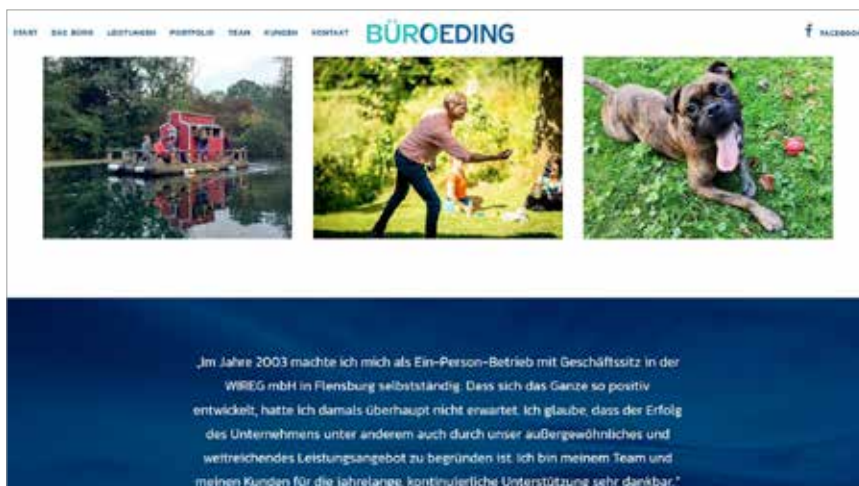 START DAS BÜRO LEISTUNGEN PORTFOLIO TEAM KUNDEN KONTAKT BÜROEDING FACEBOOK
„Im Jahre 2003 machte ich mich als Ein-Person-Betrieb mit Geschäftssitz in der
WIREG mbH in Flensburg selbstständig. Dass sich das Ganze so positiv
entwickelt, hatte ich damals überhaupt nicht erwartet. Ich glaube, dass der Erfolg
des Unternehmens unter anderem auch durch unser außergewöhnliches und
weitreichendes Leistungsangebot zu begründen ist. Ich bin meinem Team und
meinen Kunden für die jahrelange, kontinuierliche Unterstützung sehr dankbar.“